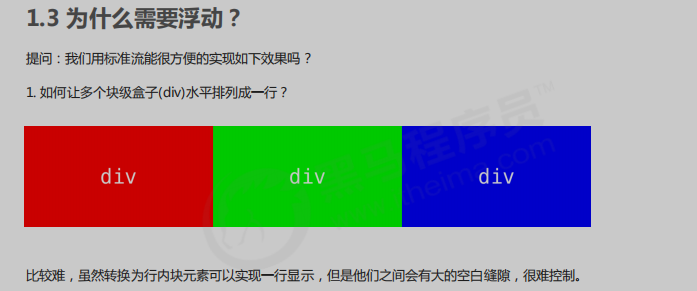 1.3 为什么需要浮动？
提问：我们用标准流能很方便的实现如下效果吗？
1. 如何让多个块级盒子(div)水平排列成一行？
div div div
比较难，虽然转换为行内块元素可以实现一行显示，但是他们之间会有大的空白缝隙，很难控制。